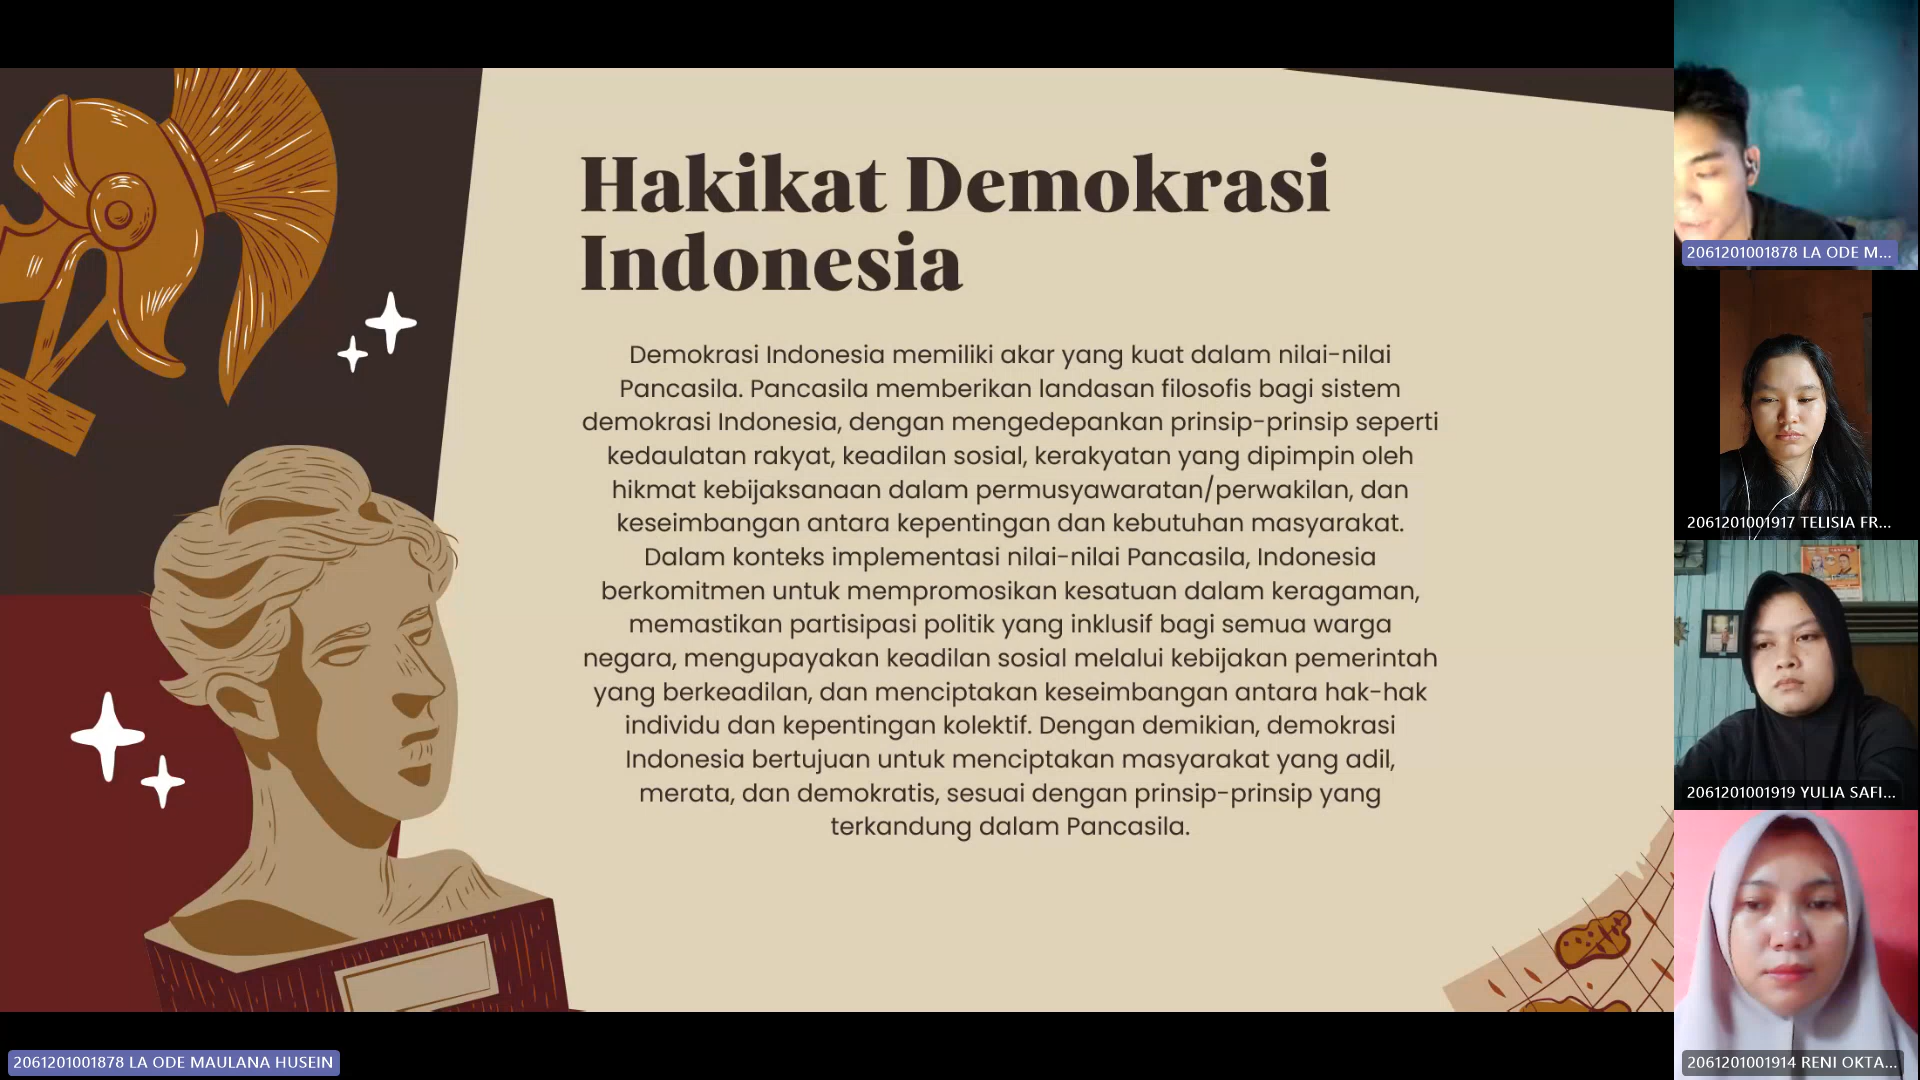 Hakikat Demokrasi
Indonesia
Demokrasi Indonesia memiliki akar yang kuat dalam nilai-nilai
Pancasila. Pancasila memberikan landasan filosofis bagi sistem
demokrasi Indonesia, dengan mengedepankan prinsip-prinsip seperti
kedaulatan rakyat, keadilan sosial, kerakyatan yang dipimpin oleh
hikmat kebijaksanaan dalam permusyawaratan/perwakilan, dan
keseimbangan antara kepentingan dan kebutuhan masyarakat.
Dalam konteks implementasi nilai-nilai Pancasila, Indonesia
berkomitmen untuk mempromosikan kesatuan dalam keragaman,
memastikan partisipasi politik yang inklusif bagi semua warga
negara, mengupayakan keadilan sosial melalui kebijakan pemerintah
yang berkeadilan, dan menciptakan keseimbangan antara hak-hak
individu dan kepentingan kolektif. Dengan demikian, demokrasi
Indonesia bertujuan untuk menciptakan masyarakat yang adil,
merata, dan demokratis, sesuai dengan prinsip-prinsip yang
terkandung dalam Pancasila.
2061201001878 LA ODE M...
2061201001917 TELISIA FR...
2061201001919 YULIA SAFI...
2061201001914 RENI OKTA...
2061201001878 LA ODE MAULANA HUSEIN